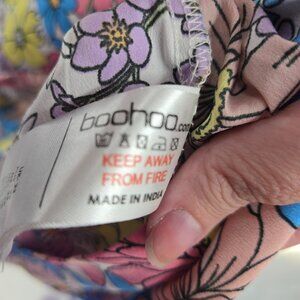 boohoo.com
KEEP AWAY
FROM FIRE
MADE IN INDIA